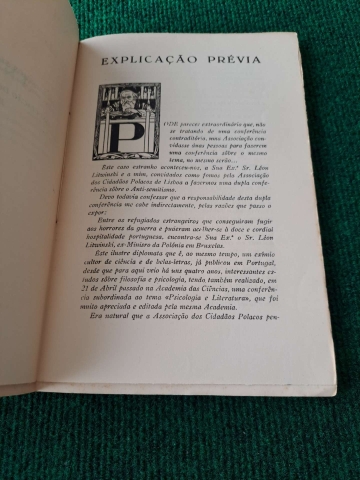 EXPLICAÇÃO PRÉVIA
PODE parecer extraordinário que, não
se tratando de uma conferência
contraditória, uma Associação con-
vidasse duas pessoas para fazerem
uma conferência sôbre o mesmo
tema, no mesmo serão...
Este caso estranho aconteceu-nos, a Sua Ex.ª Sr. Léon
Litwinski e a mim, convidados como fomos pela Associação
dos Cidadãos Polacos de Lisboa a fazermos uma dupla confe-
rência sôbre o Anti-semitismo.
Devo todavia confessar que a responsabilidade desta dupla
conferência me cabe indirectamente, pelas razões que passo a
expor:
Entre os refugiados estrangeiros que conseguiram fugir
aos horrores da guerra e puderam acolher-se à doce e cordial
hospitalidade portuguesa, encontra-se Sua Ex.ª o Sr. Léon
Litwinski, ex-Ministro da Polónia em Bruxelas.
Este ilustre diplomata que é, ao mesmo tempo, um exímio
cultor de ciência e de belas-letras, já publicou em Portugal,
desde que para aqui veio há uns quatro anos, interessantes es-
tudos sôbre filosofia e psicologia, tendo também realizado, em
21 de Abril passado na Academia das Ciências, uma conferên-
cia subordinada ao tema «Psicologia e Literatura», que foi
muito apreciada e editada pela mesma Academia.
Era natural que a Associação dos Cidadãos Polacos pen-